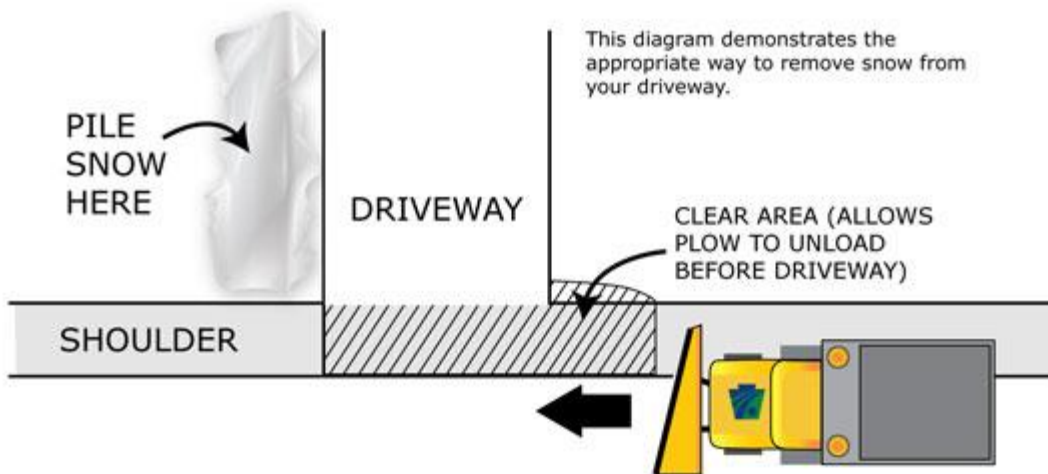 This diagram demonstrates the
appropriate way to remove snow from
your driveway.
PILE
SNOW
HERE
DRIVEWAY
CLEAR AREA (ALLOWS
PLOW TO UNLOAD
BEFORE DRIVEWAY)
SHOULDER